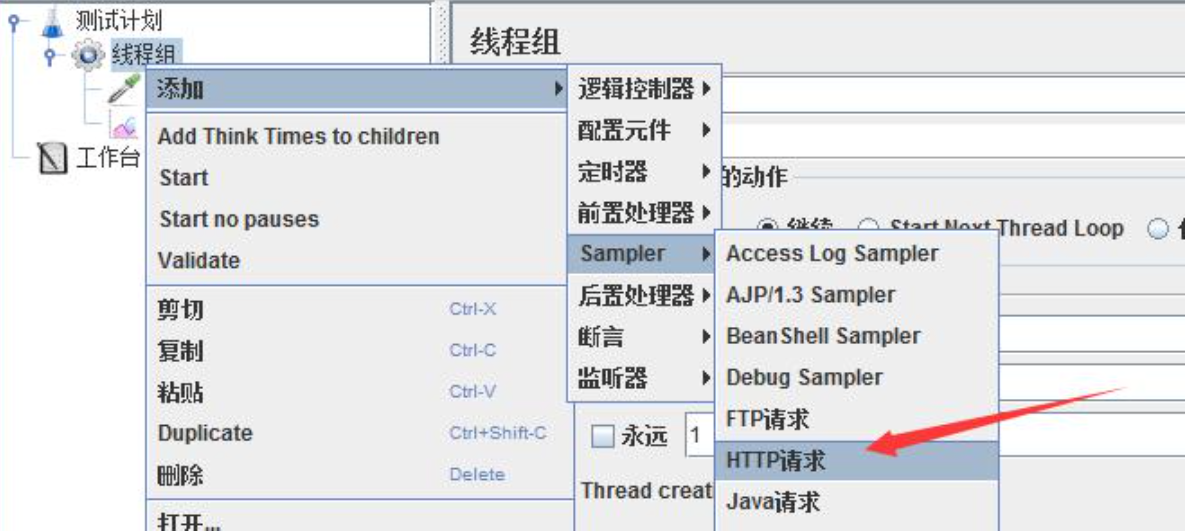 测试计划
线程组
工作台
线程组
添加
Add Think Times to children
Start
Start no pauses
Validate
剪切 Ctrl-X
复制 Ctrl-C
粘贴 Ctrl-V
Duplicate Ctrl+Shift-C
删除 Delete
打开...
逻辑控制器
配置元件
定时器
前置处理器
Sampler
后置处理器
断言
监听器
的动作
继续 Start Next Thread Loop
Access Log Sampler
AJP/1.3 Sampler
BeanShell Sampler
Debug Sampler
FTP请求
HTTP请求
Java请求
永远 1
Thread creat